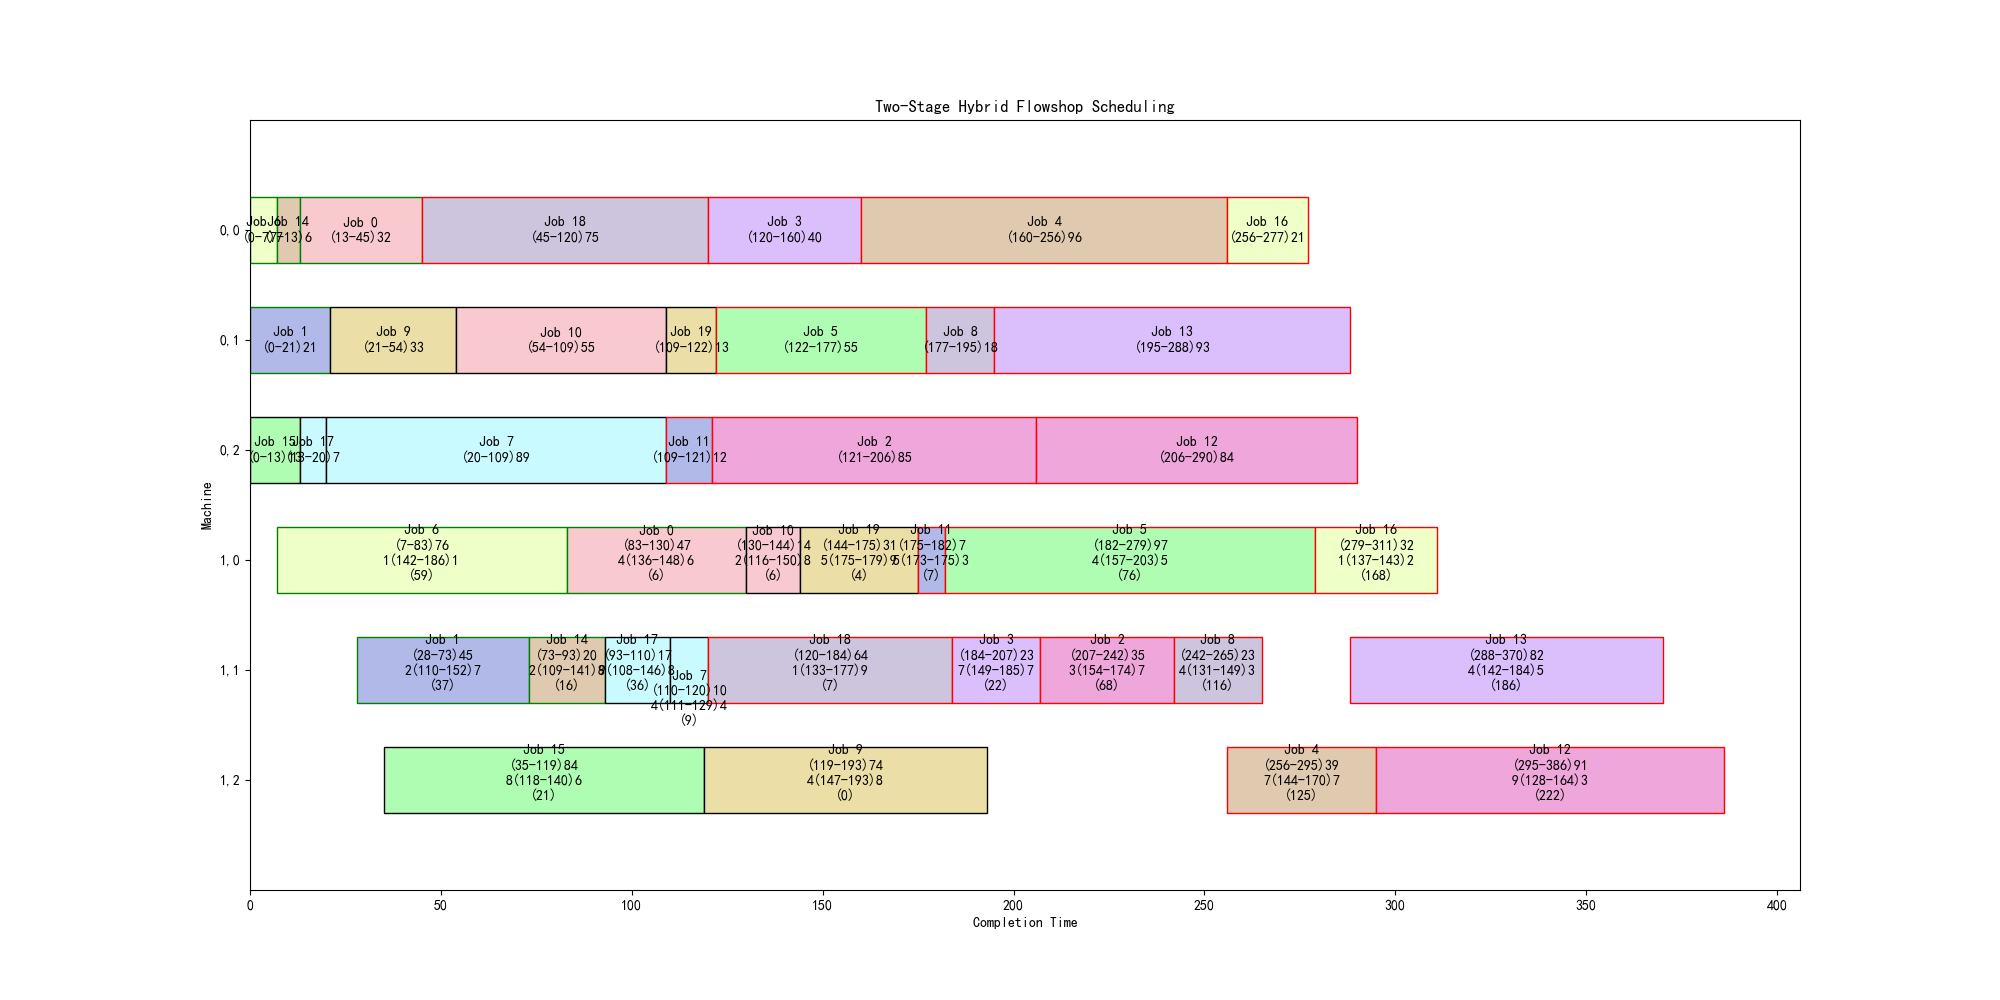 Two-Stage Hybrid Flowshop Scheduling
Machine
0,0
Job 6
(0-7)7
Job 14
(7-13)6
Job 0
(13-45)32
Job 18
(45-120)75
Job 3
(120-160)40
Job 4
(160-256)96
Job 16
(256-277)21
0,1
Job 1
(0-21)21
Job 9
(21-54)33
Job 10
(54-109)55
Job 19
(109-122)13
Job 5
(122-177)55
Job 8
(177-195)18
Job 13
(195-288)93
0,2
Job 15
(0-13)13
Job 17
(13-20)7
Job 7
(20-109)89
Job 11
(109-121)12
Job 2
(121-206)85
Job 12
(206-290)84
1,0
Job 6
(7-83)76
1(142-186)1
(59)
Job 0
(83-130)47
4(136-148)6
(6)
Job 10
(130-144)14
2(116-150)8
(6)
Job 19
(144-175)31
5(175-179)9
(4)
Job 11
(175-182)7
(173-175)3
(7)
Job 5
(182-279)97
4(157-203)5
(76)
Job 16
(279-311)32
1(137-143)2
(168)
1,1
Job 1
(28-73)45
2(110-152)7
(37)
Job 14
(73-93)20
2(109-141)8
(16)
Job 17
(93-110)17
(108-146)8
(36)
Job 7
(110-120)10
4(111-129)4
(9)
Job 18
(120-184)64
1(133-177)9
(7)
Job 3
(184-207)23
7(149-185)7
(22)
Job 2
(207-242)35
3(154-174)7
(68)
Job 8
(242-265)23
4(131-149)3
(116)
Job 13
(288-370)82
4(142-184)5
(186)
1,2
Job 15
(35-119)84
8(118-140)6
(21)
Job 9
(119-193)74
4(147-193)8
(0)
Job 4
(256-295)39
7(144-170)7
(125)
Job 12
(295-386)91
9(128-164)3
(222)
0
50
100
150
200
250
300
350
400
Completion Time